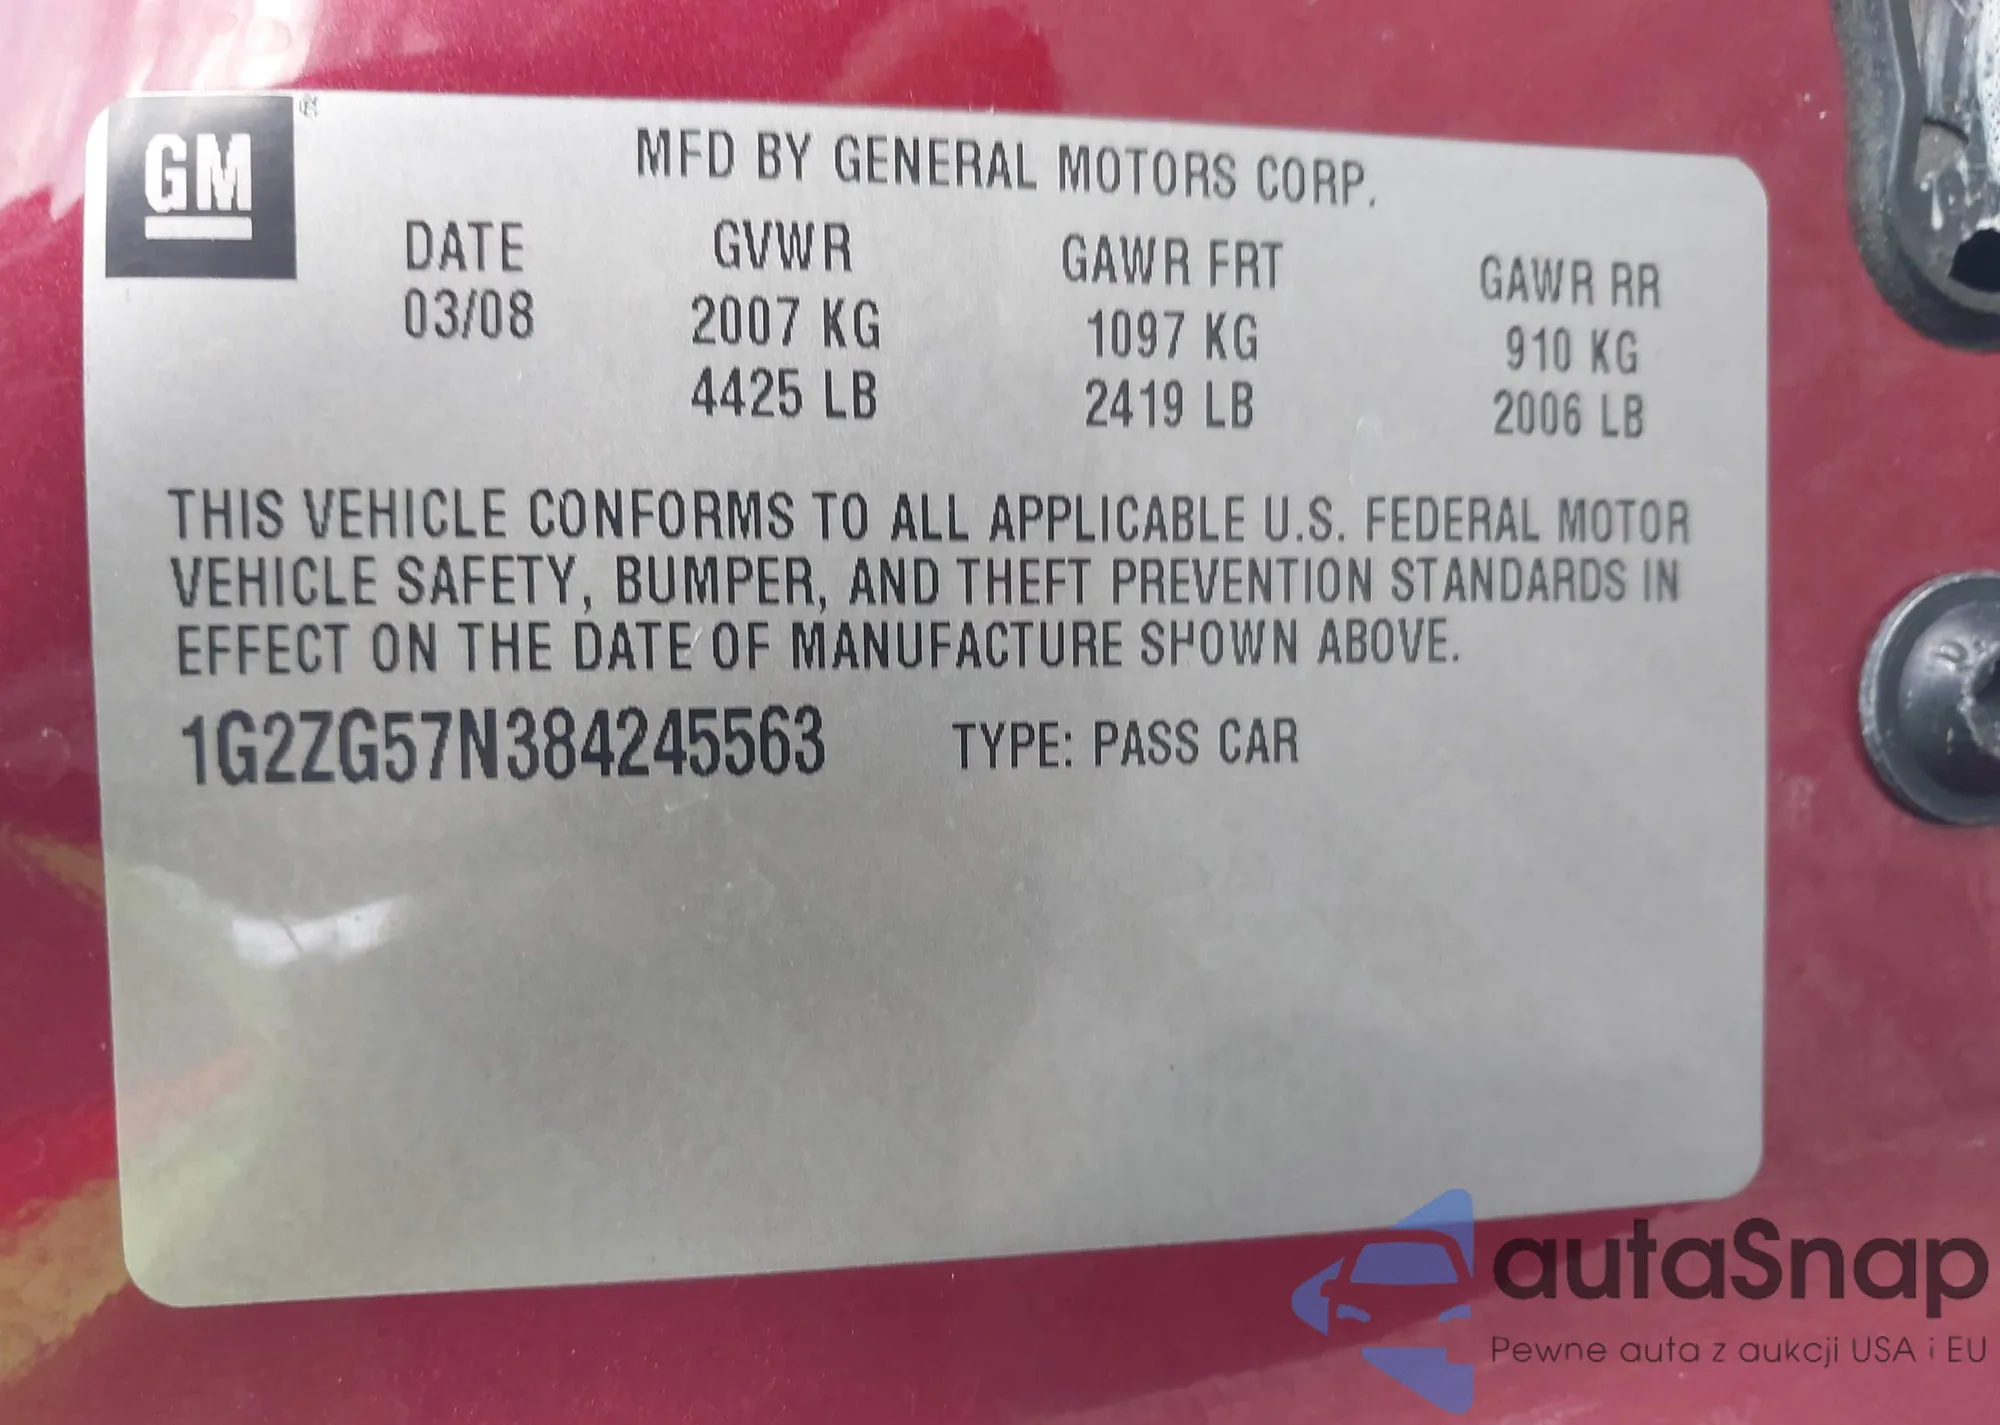 GM ®
MFD BY GENERAL MOTORS CORP.
DATE GVWR GAWR FRT GAWR RR
03/08 2007 KG 1097 KG 910 KG
4425 LB 2419 LB 2006 LB
THIS VEHICLE CONFORMS TO ALL APPLICABLE U.S. FEDERAL MOTOR
VEHICLE SAFETY, BUMPER, AND THEFT PREVENTION STANDARDS IN
EFFECT ON THE DATE OF MANUFACTURE SHOWN ABOVE.
1G2ZG57N384245563 TYPE: PASS CAR
autaSnap
Pewne auta z aukcji USA i EU